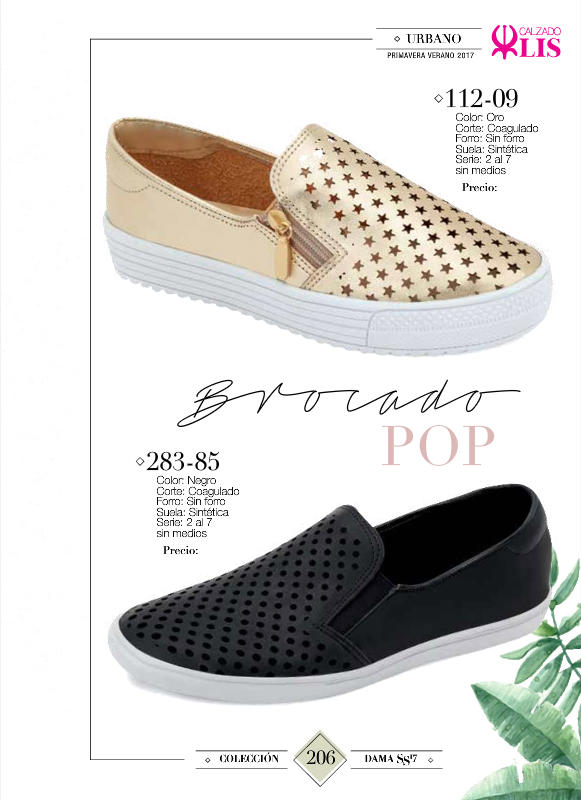 URBANO
PRIMAVERA VERANO 2017
CALZADO
LIS
112-09
Color: Oro
Corte: Coagulado
Forro: Sin forro
Suela: Sintética
Serie: 2 al 7
sin medios
Precio:
Brocado
POP
283-85
Color: Negro
Corte: Coagulado
Forro: Sin forro
Suela: Sintética
Serie: 2 al 7
sin medios
Precio:
COLECCIÓN 206 DAMA SS'7